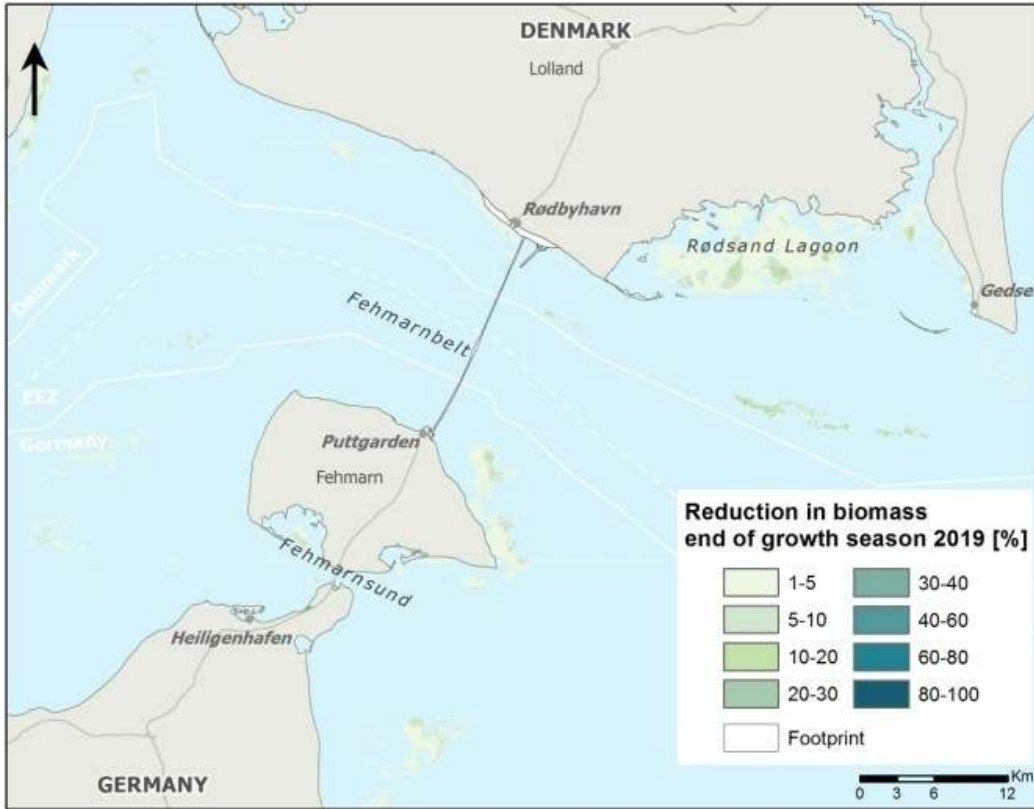 DENMARK
Lolland
Rødbyhavn
Rødsand Lagoon
Gedse
Denmark
Fehmarnbelt
EEZ
Germany
Puttgarden
Fehmarn
Fehmarnsund
Heiligenhafen
GERMANY
Reduction in biomass
end of growth season 2019 [%]
1-5
30-40
5-10
40-60
10-20
60-80
20-30
80-100
Footprint
Km
0 3 6 12